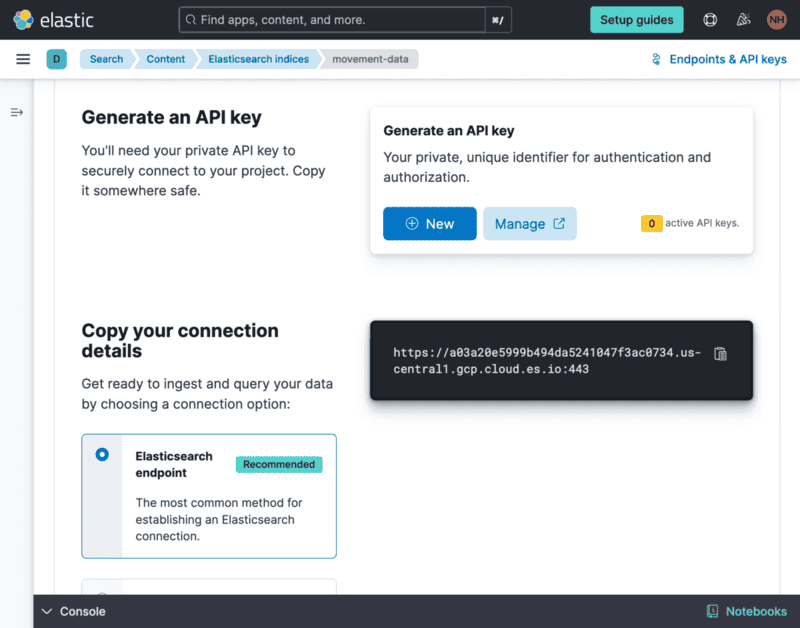 elastic
Find apps, content, and more.
⌘/
Setup guides
NH
D
Search
Content
Elasticsearch indices
movement-data
Endpoints & API keys
Generate an API key
You'll need your private API key to
securely connect to your project. Copy
it somewhere safe.
Generate an API key
Your private, unique identifier for authentication and
authorization.
New
Manage
0 active API keys.
Copy your connection
details
Get ready to ingest and query your data
by choosing a connection option:
https://a03a20e5999b494da5241047f3ac0734.us-
central1.gcp.cloud.es.io:443
Elasticsearch
endpoint
Recommended
The most common method for
establishing an Elasticsearch
connection.
Console
Notebooks